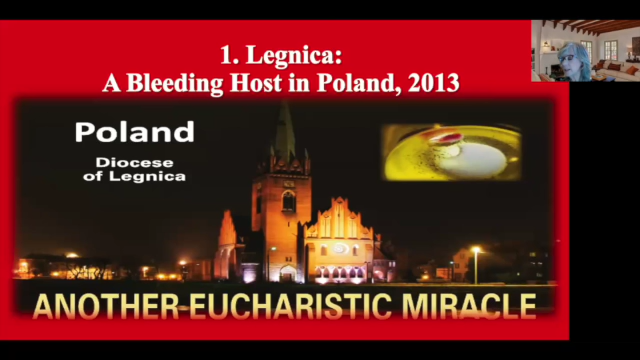 1. Legnica:
A Bleeding Host in Poland, 2013
Poland
Diocese
of Legnica
ANOTHER EUCHARISTIC MIRACLE